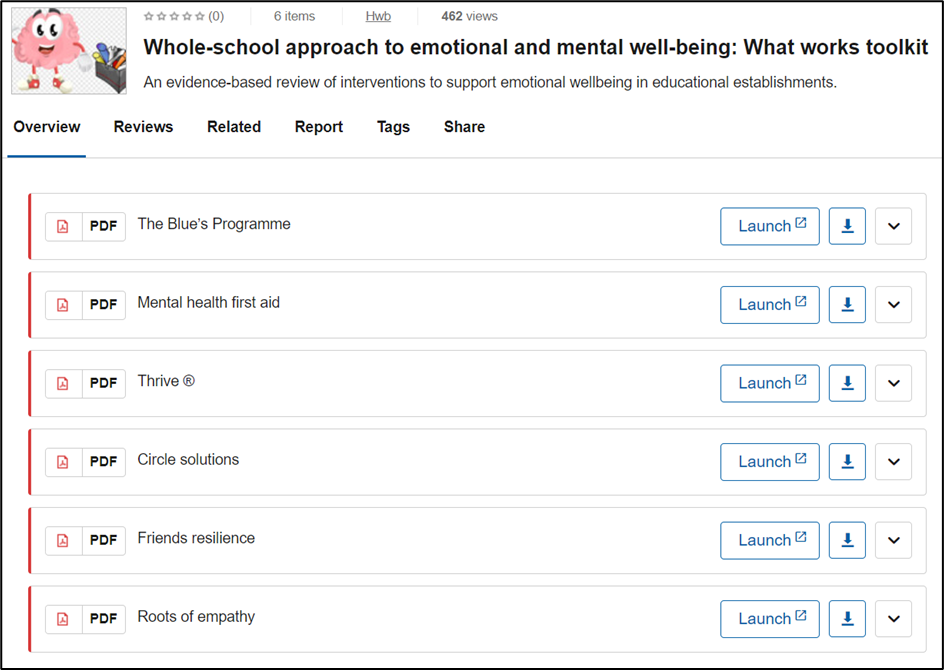 (0) 6 items Hwb 462 views
Whole-school approach to emotional and mental well-being: What works toolkit
An evidence-based review of interventions to support emotional wellbeing in educational establishments.
Overview Reviews Related Report Tags Share
PDF The Blue's Programme Launch
PDF Mental health first aid Launch
PDF Thrive ® Launch
PDF Circle solutions Launch
PDF Friends resilience Launch
PDF Roots of empathy Launch